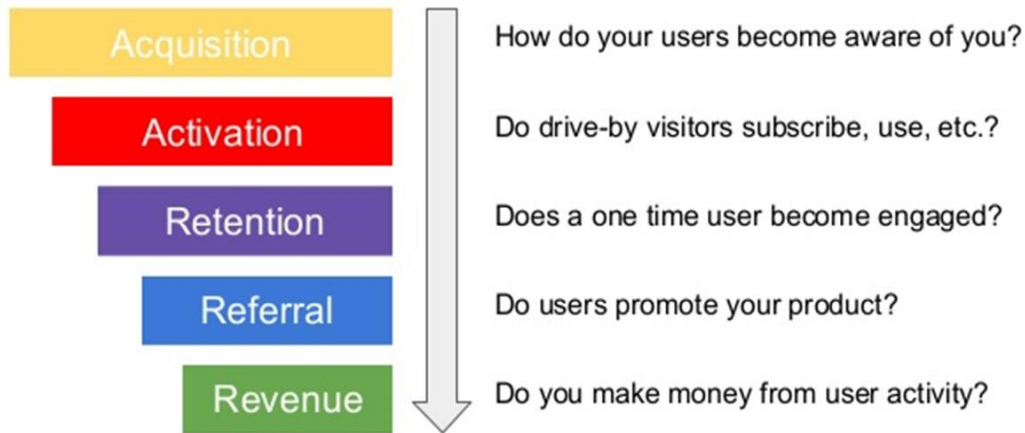 Acquisition
How do your users become aware of you?
Activation
Do drive-by visitors subscribe, use, etc.?
Retention
Does a one time user become engaged?
Referral
Do users promote your product?
Revenue
Do you make money from user activity?